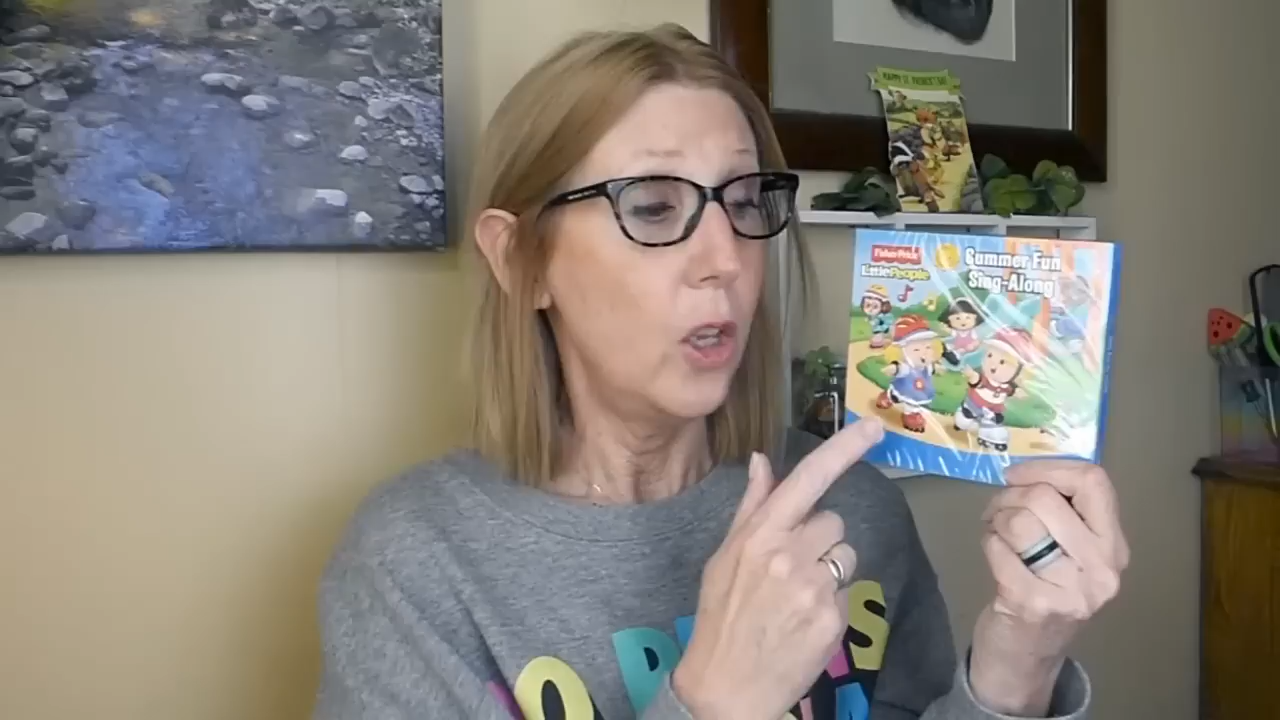 HAPPY ST. PATRICK'S DAY
Fisher-Price
Little People
Summer Fun
Sing-Along